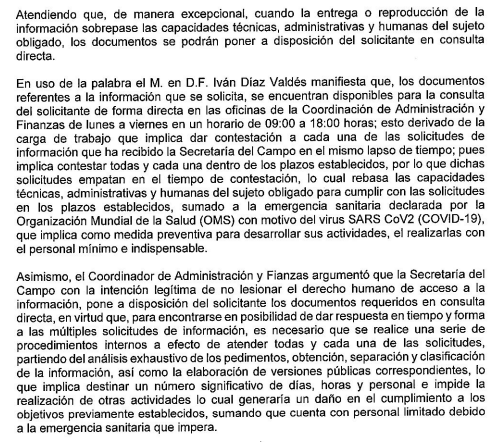 Atendiendo que, de manera excepcional, cuando la entrega o reproducción de la
información sobrepase las capacidades técnicas, administrativas y humanas del sujeto
obligado, los documentos se podrán poner a disposición del solicitante en consulta
directa.
En uso de la palabra el M. en D.F. Iván Díaz Valdés manifiesta que, los documentos
referentes a la información que se solicita, se encuentran disponibles para la consulta
del solicitante de forma directa en las oficinas de la Coordinación de Administración y
Finanzas de lunes a viernes en un horario de 09:00 a 18:00 horas; esto derivado de la
carga de trabajo que implica dar contestación a cada una de las solicitudes de
información que ha recibido la Secretaría del Campo en el mismo lapso de tiempo; pues
implica contestar todas y cada una dentro de los plazos establecidos, por lo que dichas
solicitudes empatan en el tiempo de contestación, lo cual rebasa las capacidades
técnicas, administrativas y humanas del sujeto obligado para cumplir con las solicitudes
en los plazos establecidos, sumado a la emergencia sanitaria declarada por la
Organización Mundial de la Salud (OMS) con motivo del virus SARS CoV2 (COVID-19),
que implica como medida preventiva para desarrollar sus actividades, el realizarlas con
el personal mínimo e indispensable.
Asimismo, el Coordinador de Administración y Fianzas argumentó que la Secretaría del
Campo con la intención legítima de no lesionar el derecho humano de acceso a la
información, pone a disposición del solicitante los documentos requeridos en consulta
directa, en virtud que, para encontrarse en posibilidad de dar respuesta en tiempo y forma
a las múltiples solicitudes de información, es necesario que se realice una serie de
procedimientos internos a efecto de atender todas y cada una de las solicitudes,
partiendo del análisis exhaustivo de los pedimentos, obtención, separación y clasificación
de la información, así como la elaboración de versiones públicas correspondientes, lo
que implica destinar un número significativo de días, horas y personal e impide la
realización de otras actividades lo cual generaría un daño en el cumplimiento a los
objetivos previamente establecidos, sumando que cuenta con personal limitado debido
a la emergencia sanitaria que impera.